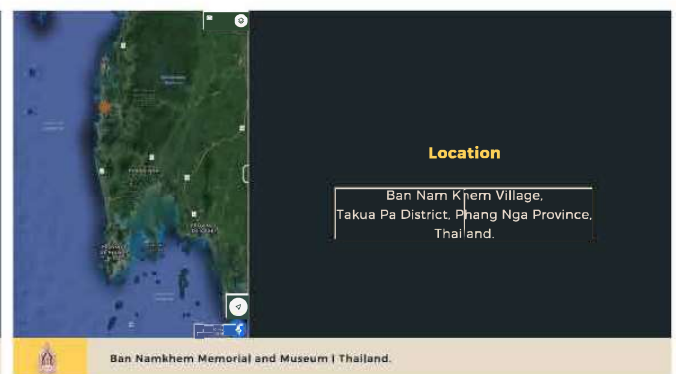 Location
Ban Nam Khem Village,
Takua Pa District, Phang Nga Province,
Thailand.
Ban Namkhem Memorial and Museum | Thailand.